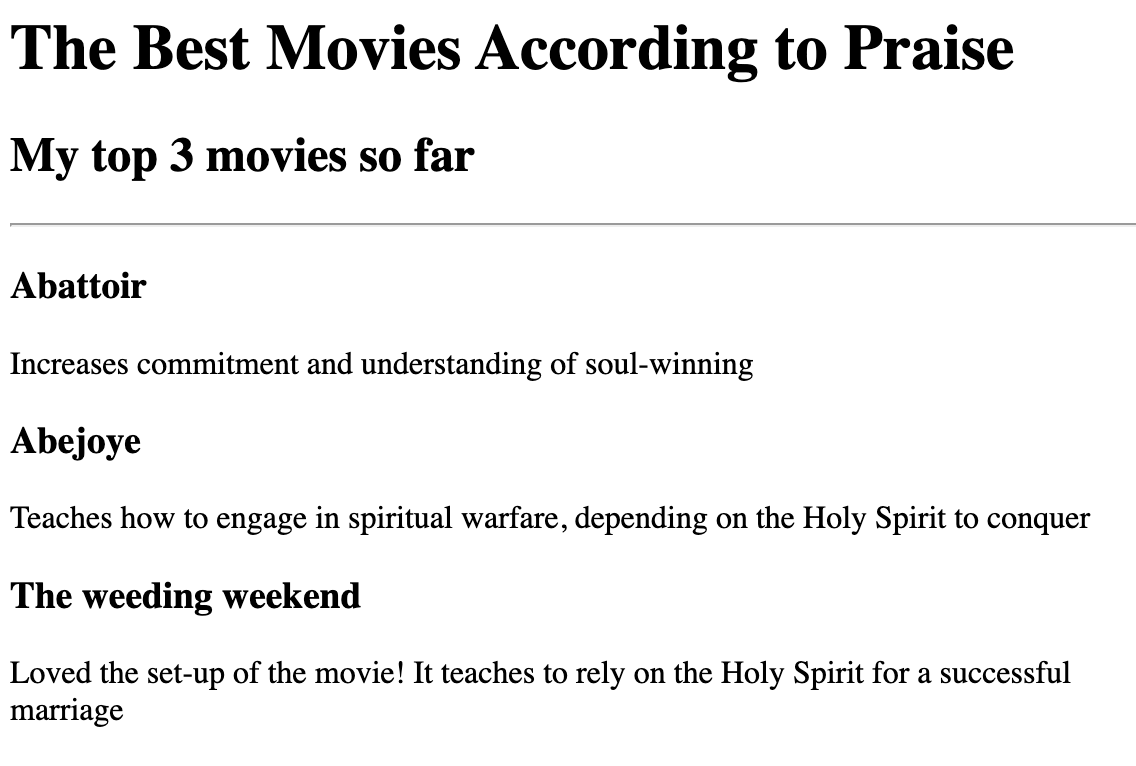 The Best Movies According to Praise
My top 3 movies so far
Abattoir
Increases commitment and understanding of soul-winning
Abejoye
Teaches how to engage in spiritual warfare, depending on the Holy Spirit to conquer
The weeding weekend
Loved the set-up of the movie! It teaches to rely on the Holy Spirit for a successful
marriage